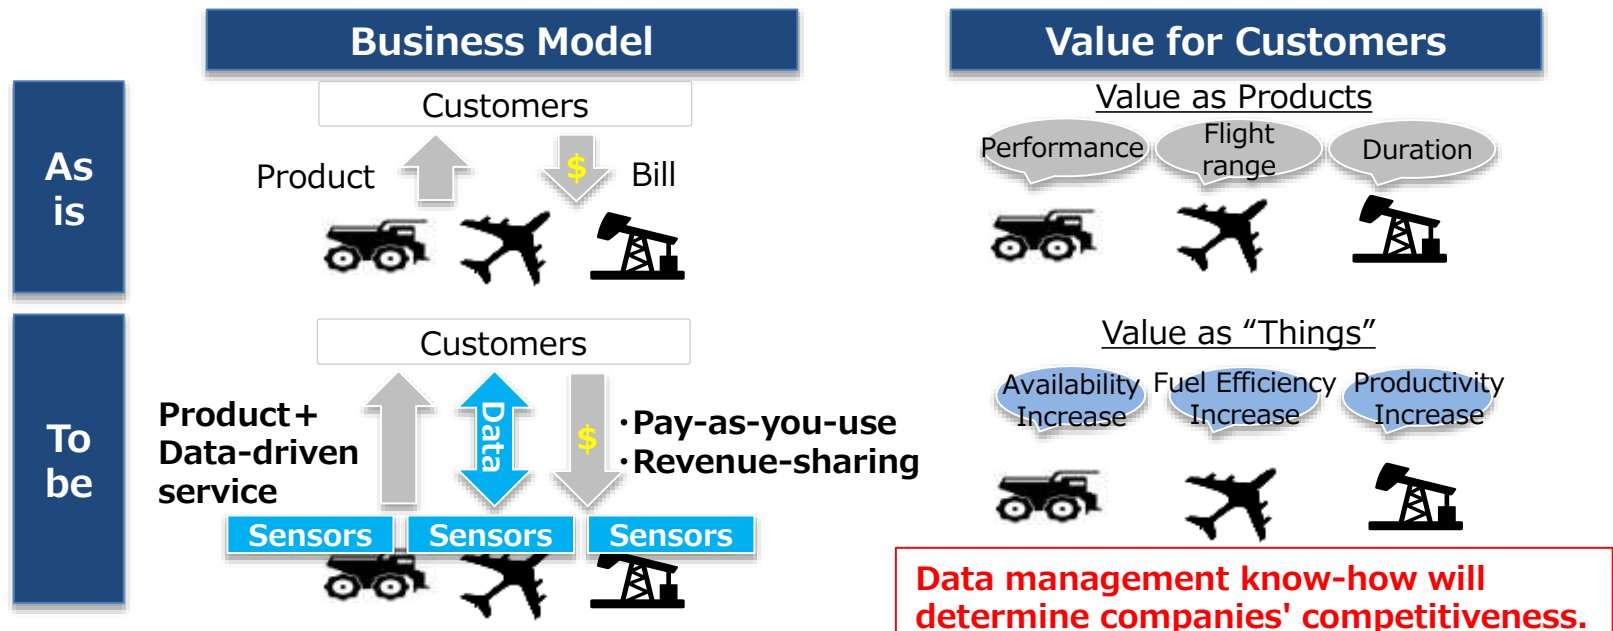 Business Model
Value for Customers
As
is
Customers
Product
$
Bill
Value as Products
Performance
Flight
range
Duration
To
be
Customers
Product+
Data-driven
service
Data
$
・Pay-as-you-use
・Revenue-sharing
Sensors
Sensors
Sensors
Value as “Things”
Availability
Increase
Fuel Efficiency
Increase
Productivity
Increase
Data management know-how will
determine companies' competitiveness.